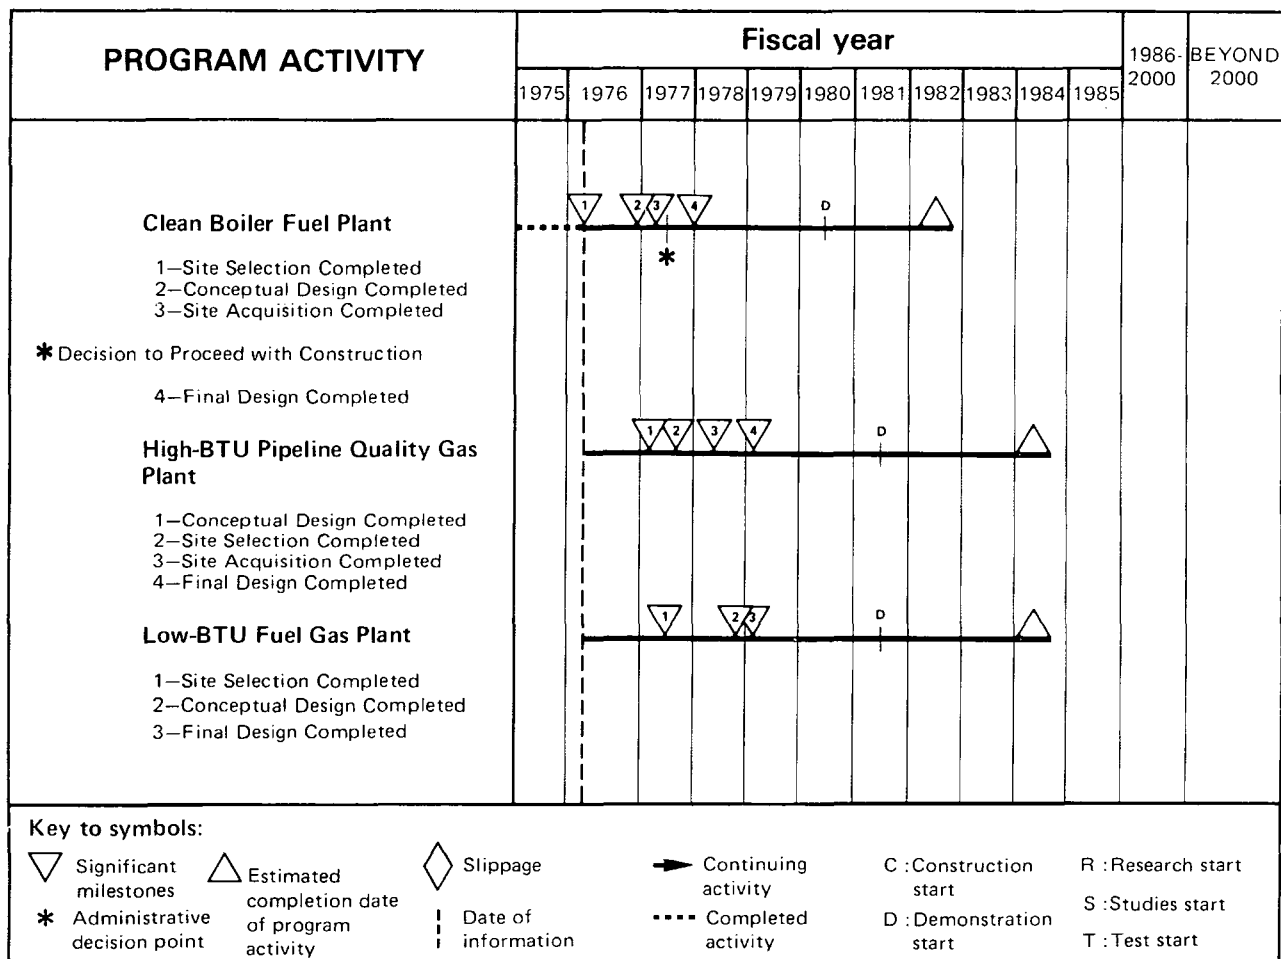 PROGRAM ACTIVITY
Fiscal year
1986-
2000
BEYOND
2000
1975 1976 1977 1978 1979 1980 1981 1982 1983 1984 1985
1 2 3 4 D
Clean Boiler Fuel Plant
*
1—Site Selection Completed
2—Conceptual Design Completed
3—Site Acquisition Completed
* Decision to Proceed with Construction
4—Final Design Completed
1 2 3 4 D
High-BTU Pipeline Quality Gas
Plant
1—Conceptual Design Completed
2—Site Selection Completed
3—Site Acquisition Completed
4—Final Design Completed
1 2 3 D
Low-BTU Fuel Gas Plant
1—Site Selection Completed
2—Conceptual Design Completed
3—Final Design Completed
Key to symbols:
Significant
milestones
* Administrative
decision point
Estimated
completion date
of program
activity
Slippage
Date of
information
Continuing
activity
Completed
activity
C :Construction
start
D :Demonstration
start
R :Research start
S :Studies start
T :Test start